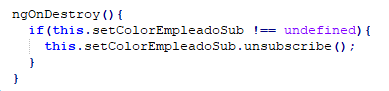 ngOnDestroy(){
  if(this.setColorEmpleadoSub !== undefined){
    this.setColorEmpleadoSub.unsubscribe();
  }
}